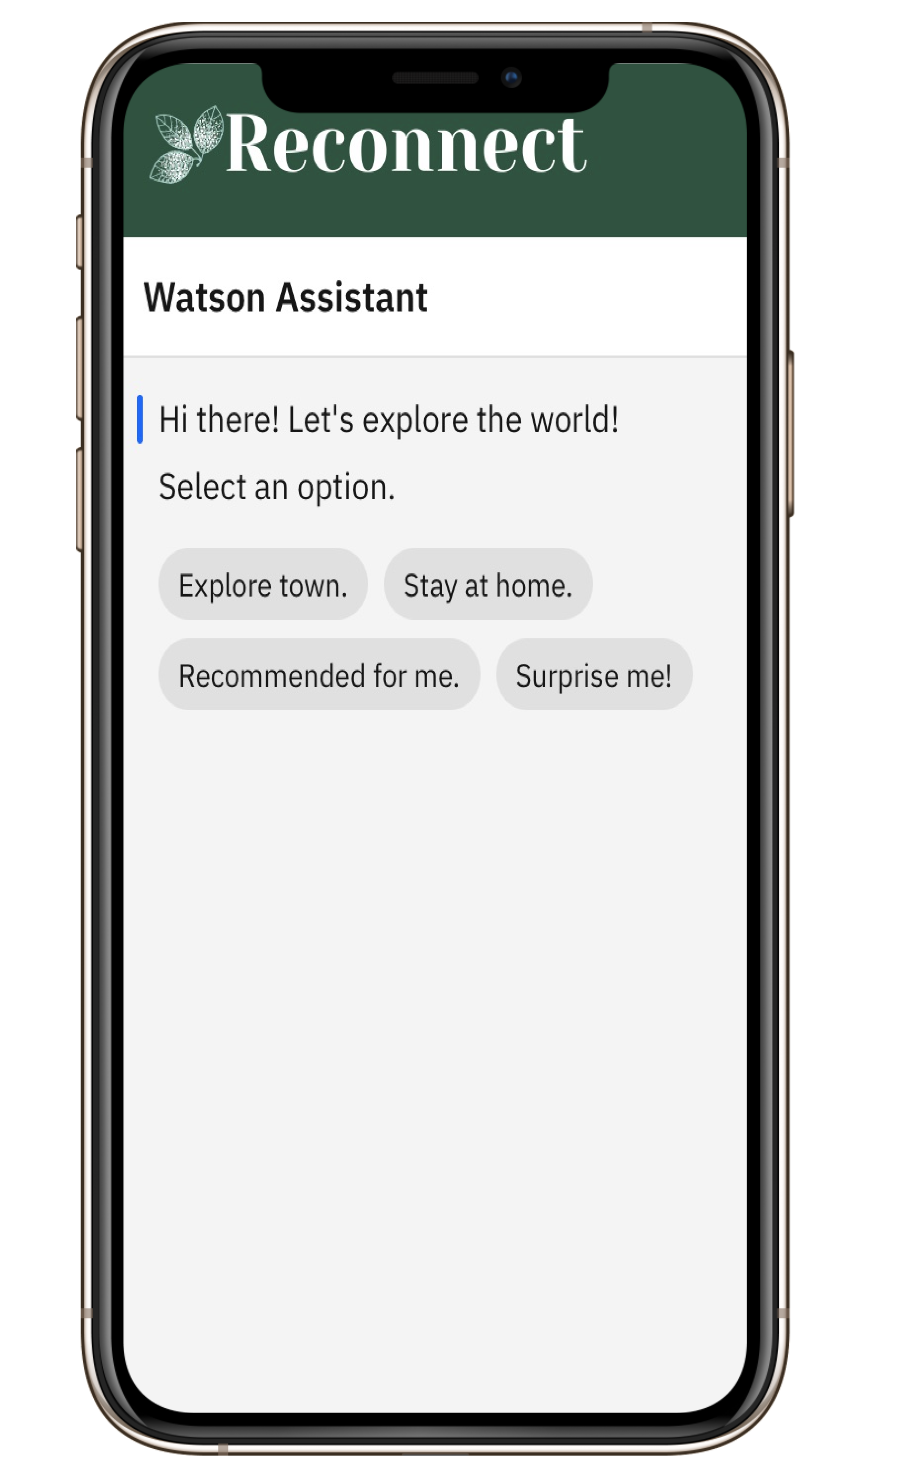 Reconnect
Watson Assistant
Hi there! Let's explore the world!
Select an option.
Explore town. Stay at home.
Recommended for me. Surprise me!